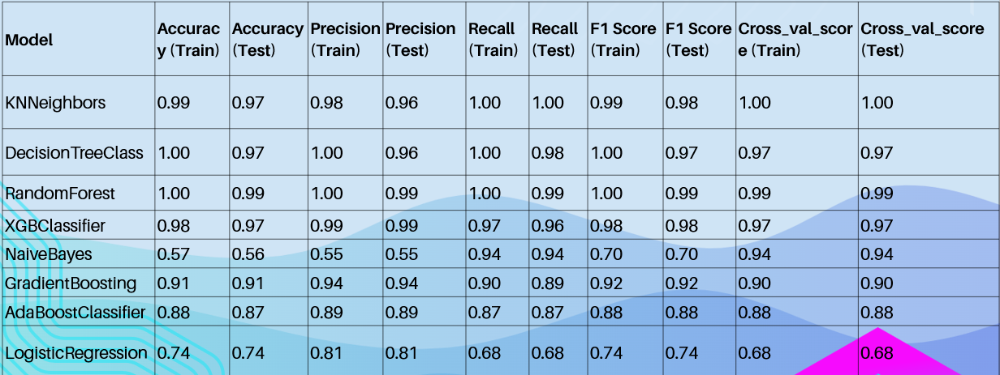 Model Accurac Accuracy Precision Precision Recall Recall F1 Score F1 Score Cross_val_scor Cross_val_score
y (Train) (Test) (Train) (Test) (Train) (Test) (Train) (Test) e (Train) (Test)
KNNeighbors 0.99 0.97 0.98 0.96 1.00 1.00 0.99 0.98 1.00 1.00
DecisionTreeClass 1.00 0.97 1.00 0.96 1.00 0.98 1.00 0.97 0.97 0.97
RandomForest 1.00 0.99 1.00 0.99 1.00 0.99 1.00 0.99 0.99 0.99
XGBClassifier 0.98 0.97 0.99 0.99 0.97 0.96 0.98 0.98 0.97 0.97
NaiveBayes 0.57 0.56 0.55 0.55 0.94 0.94 0.70 0.70 0.94 0.94
GradientBoosting 0.91 0.91 0.94 0.94 0.90 0.89 0.92 0.92 0.90 0.90
AdaBoostClassifier 0.88 0.87 0.89 0.89 0.87 0.87 0.88 0.88 0.88 0.88
LogisticRegression 0.74 0.74 0.81 0.81 0.68 0.68 0.74 0.74 0.68 0.68